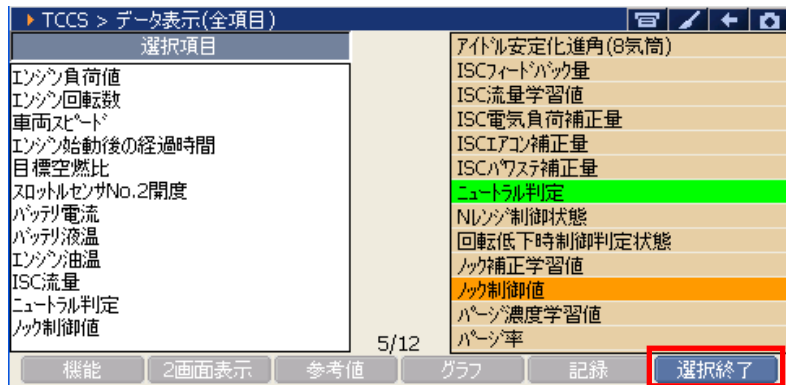 TCCS > データ表示(全項目)
選択項目
エンジン負荷値
エンジン回転数
車両スピード
エンジン始動後の経過時間
目標空燃比
スロットルセンサNo.2開度
バッテリ電流
バッテリ液温
エンジン油温
ISC流量
ニュートラル判定
ノック制御値
5/12
アイドル安定化進角(8気筒)
ISCフィードバック量
ISC流量学習値
ISC電気負荷補正量
ISCエアコン補正量
ISCパワステ補正量
ニュートラル判定
Nレンジ制御状態
回転低下時制御判定状態
ノック補正学習値
ノック制御値
パージ濃度学習値
パージ率
機能 2画面表示 参考値 グラフ 記録 選択終了